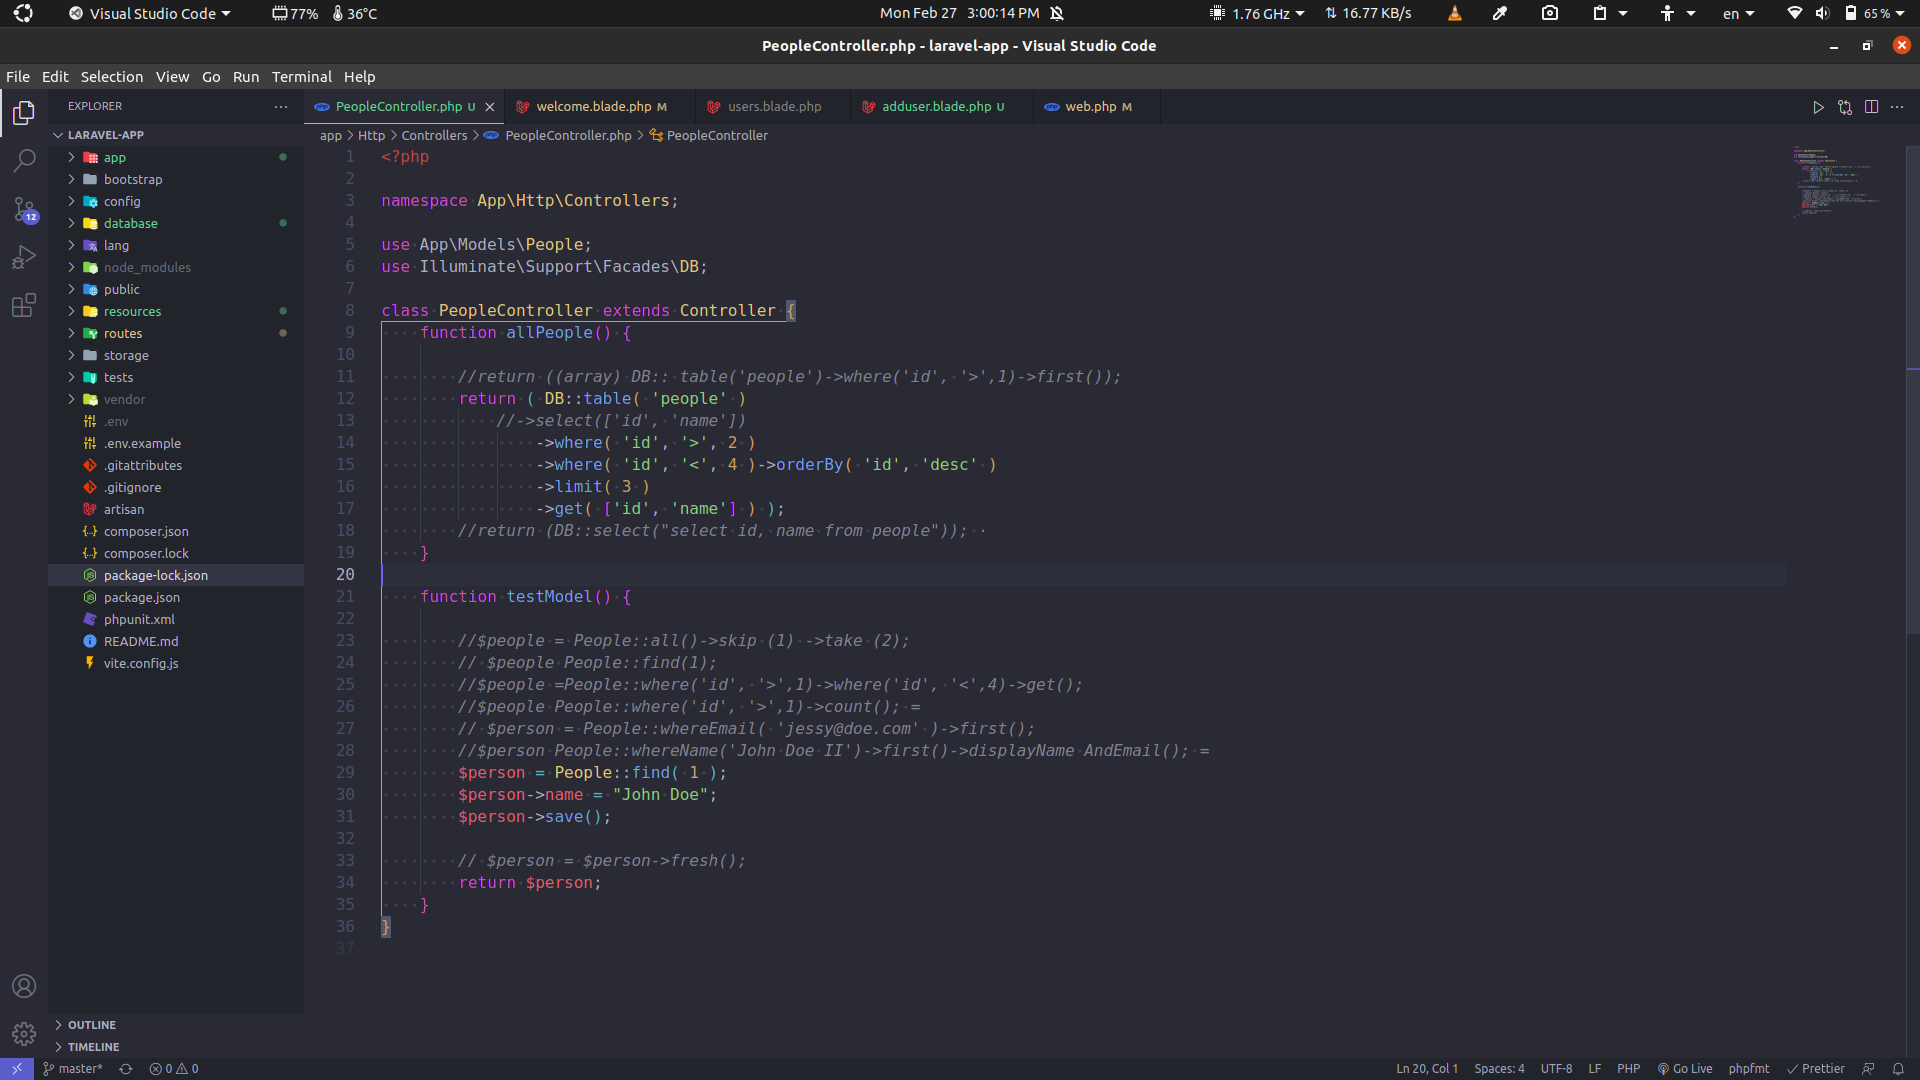 Visual Studio Code
77%
36°C
Mon Feb 27 3:00:14 PM
1.76 GHz
16.77 KB/s
en
65 %
PeopleController.php - laravel-app - Visual Studio Code
File Edit Selection View Go Run Terminal Help
EXPLORER
PeopleController.php U
welcome.blade.php M
users.blade.php
adduser.blade.php U
web.php M
app > Http > Controllers > PeopleController.php > PeopleController
12
LARAVEL-APP
app
bootstrap
config
database
lang
node_modules
public
resources
routes
storage
tests
vendor
.env
.env.example
.gitattributes
.gitignore
artisan
composer.json
composer.lock
package-lock.json
package.json
phpunit.xml
README.md
vite.config.js
OUTLINE
TIMELINE
1 <?php
2
3 namespace App\Http\Controllers;
4
5 use App\Models\People;
6 use Illuminate\Support\Facades\DB;
7
8 class PeopleController extends Controller {
9 function allPeople() {
10
11 //return ((array) DB:: table('people')->where('id', '>',1)->first());
12 return ( DB::table( 'people' )
13 //->select(['id', 'name'])
14 ->where( 'id', '>', 2 )
15 ->where( 'id', '<', 4 )->orderBy( 'id', 'desc' )
16 ->limit( 3 )
17 ->get( ['id', 'name'] ) );
18 //return (DB::select("select id, name from people"));
19 }
20
21 function testModel() {
22
23 //$people = People::all()->skip (1) ->take (2);
24 // $people People::find(1);
25 //$people =People::where('id', '>',1)->where('id', '<',4)->get();
26 //$people People::where('id', '>',1)->count(); =
27 // $person = People::whereEmail( 'jessy@doe.com' )->first();
28 //$person People::whereName('John Doe II')->first()->displayName AndEmail(); =
29 $person = People::find( 1 );
30 $person->name = "John Doe";
31 $person->save();
32
33 // $person = $person->fresh();
34 return $person;
35 }
36 }
37
master*
0
0
Ln 20, Col 1
Spaces: 4
UTF-8
LF
PHP
Go Live
phpfmt
Prettier